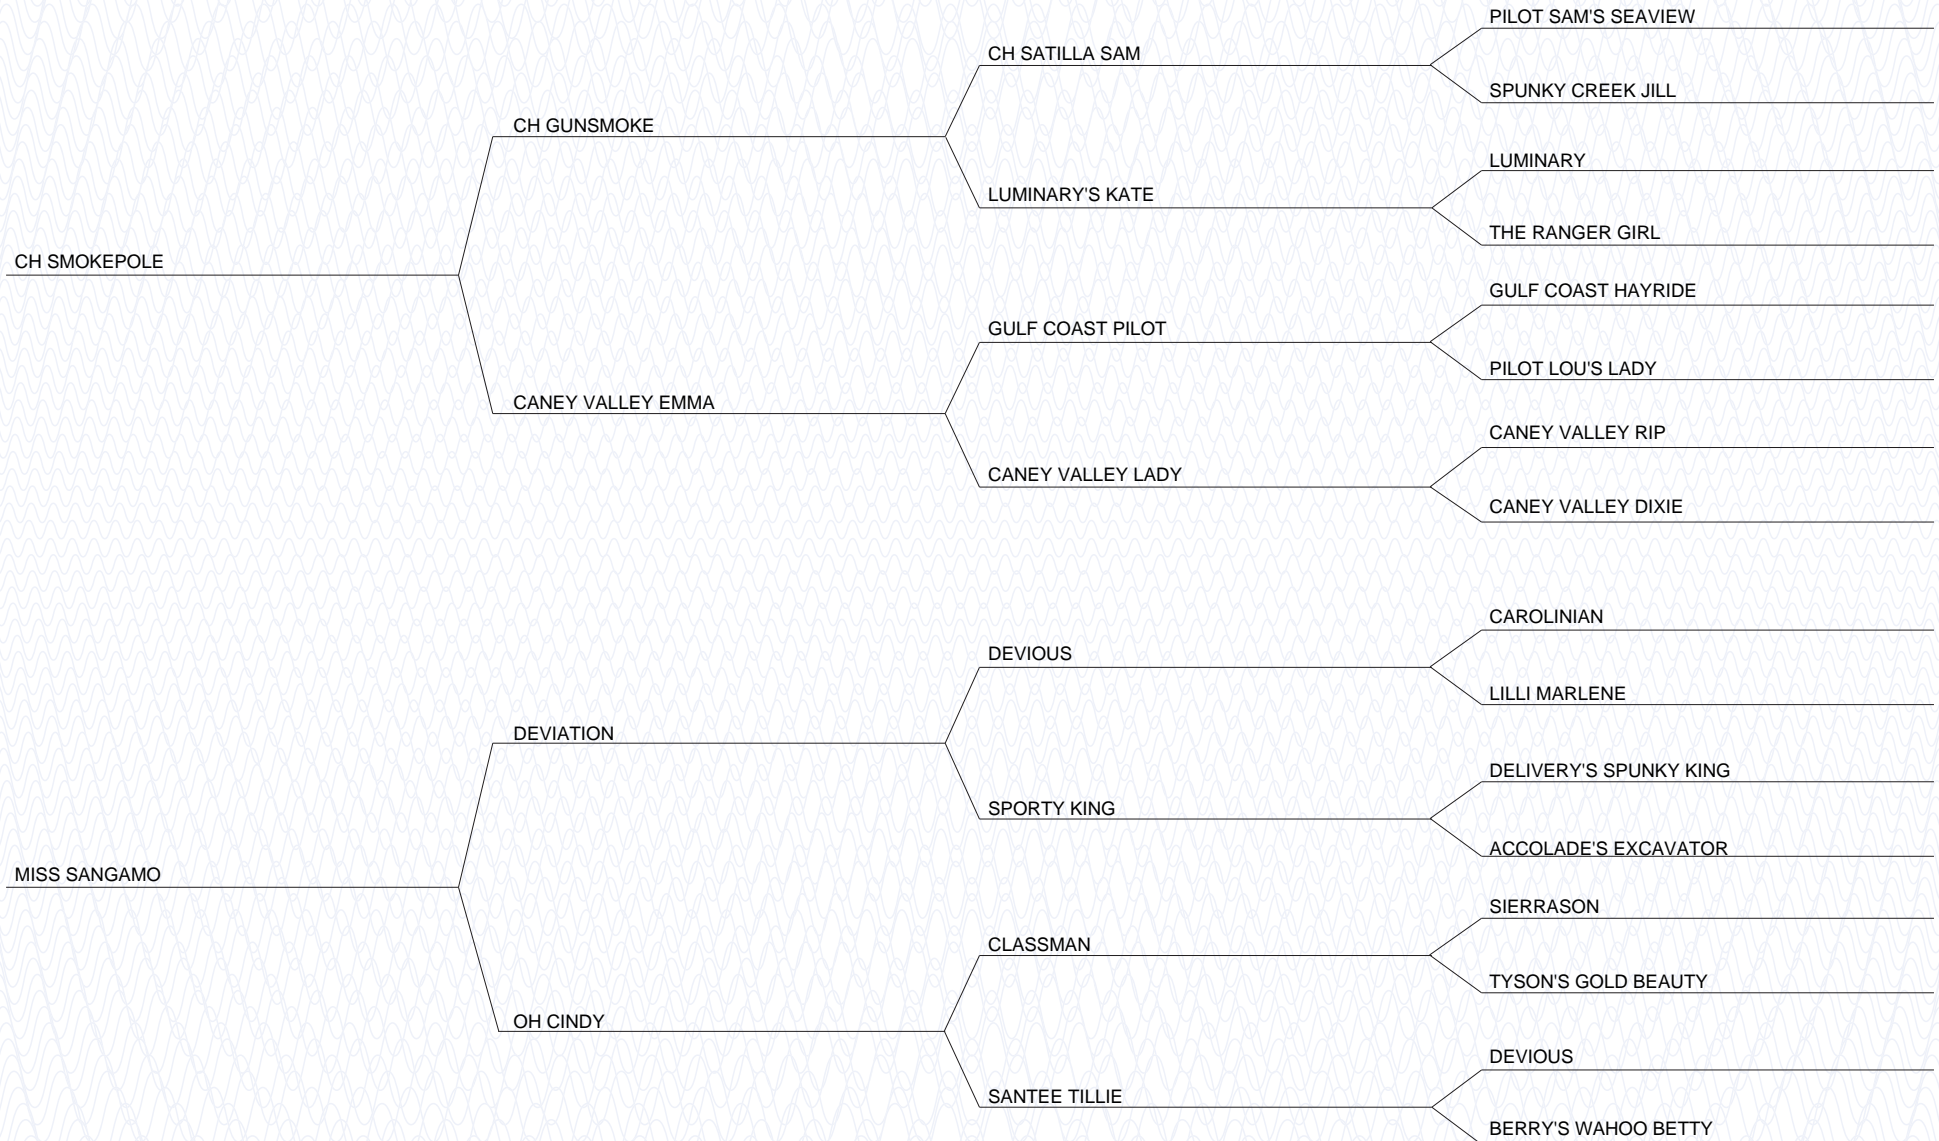 PILOT SAM'S SEAVIEW
CH SATILLA SAM
SPUNKY CREEK JILL
CH GUNSMOKE
LUMINARY
LUMINARY'S KATE
THE RANGER GIRL
CH SMOKEPOLE
GULF COAST HAYRIDE
GULF COAST PILOT
PILOT LOU'S LADY
CANEY VALLEY EMMA
CANEY VALLEY RIP
CANEY VALLEY LADY
CANEY VALLEY DIXIE
CAROLINIAN
DEVIOUS
LILLI MARLENE
DEVIATION
DELIVERY'S SPUNKY KING
SPORTY KING
ACCOLADE'S EXCAVATOR
MISS SANGAMO
SIERRASON
CLASSMAN
TYSON'S GOLD BEAUTY
OH CINDY
DEVIOUS
SANTEE TILLIE
BERRY'S WAHOO BETTY